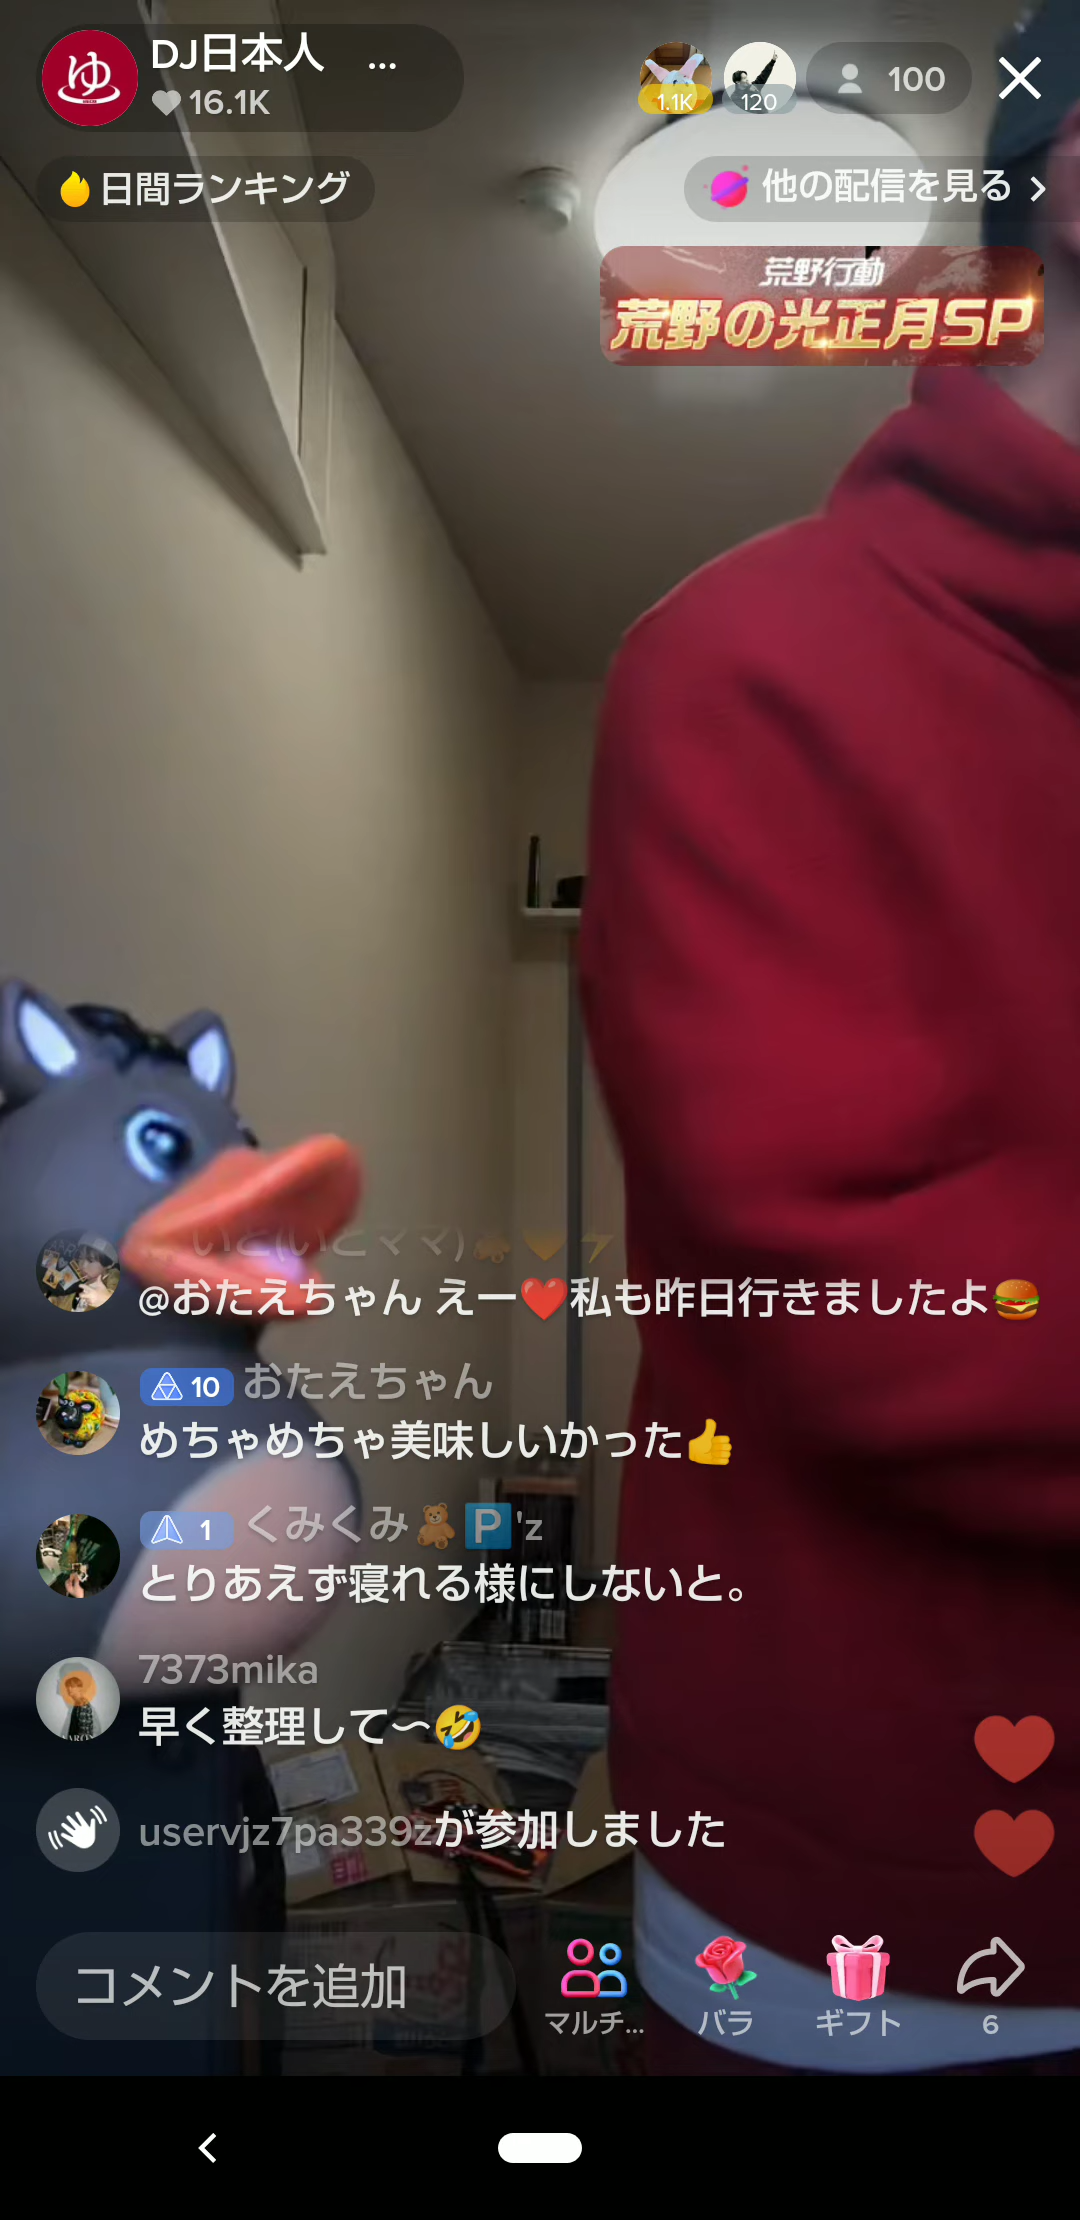 ゆ
DJ日本人 ...
16.1K
1.1K
120
100
日間ランキング
他の配信を見る
荒野行動
荒野の光正月SP
いと(いとママ)
@おたえちゃん えー❤️私も昨日行きましたよ🍔
10 おたえちゃん
めちゃめちゃ美味しいかった👍
1 くみくみ🧸🅿️'z
とりあえず寝れる様にしないと。
7373mika
早く整理して〜🤣
uservjz7pa339zが参加しました
コメントを追加
マルチ...
バラ
ギフト
6